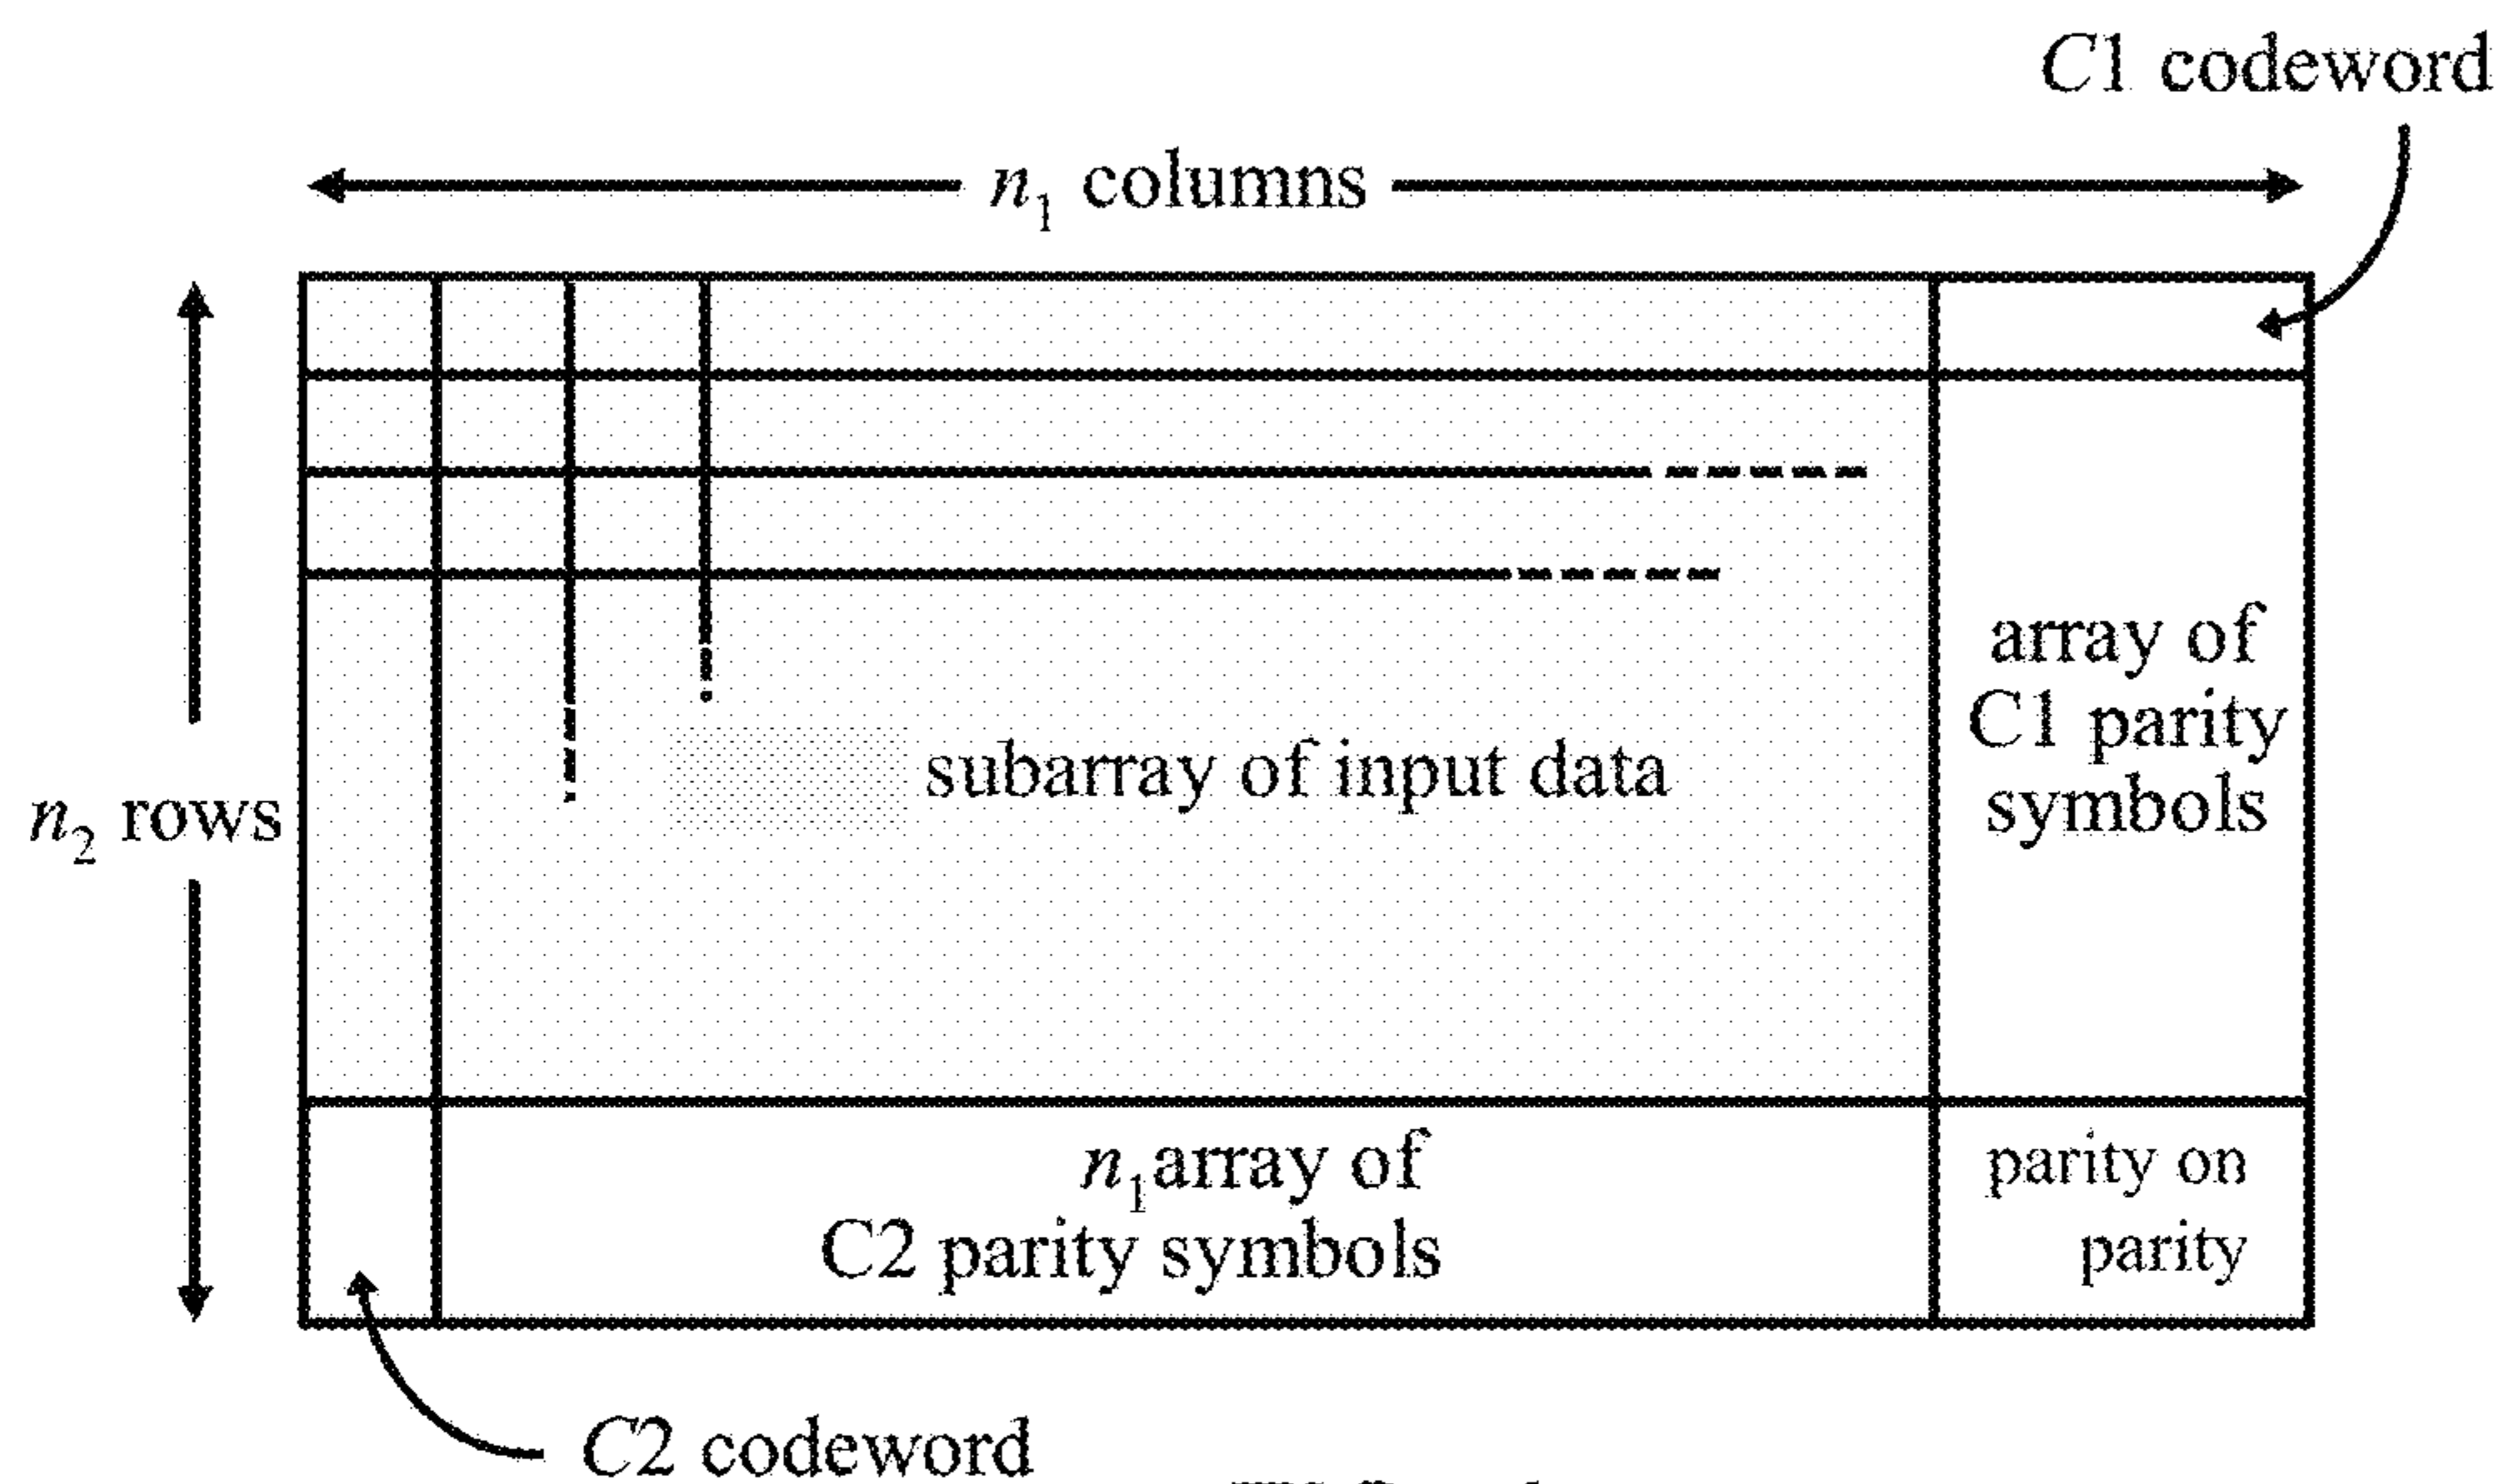 C1 codeword
n₁ columns
n₂ rows
array of
C1 parity
symbols
subarray of input data
n₁array of
C2 parity symbols
parity on
parity
C2 codeword